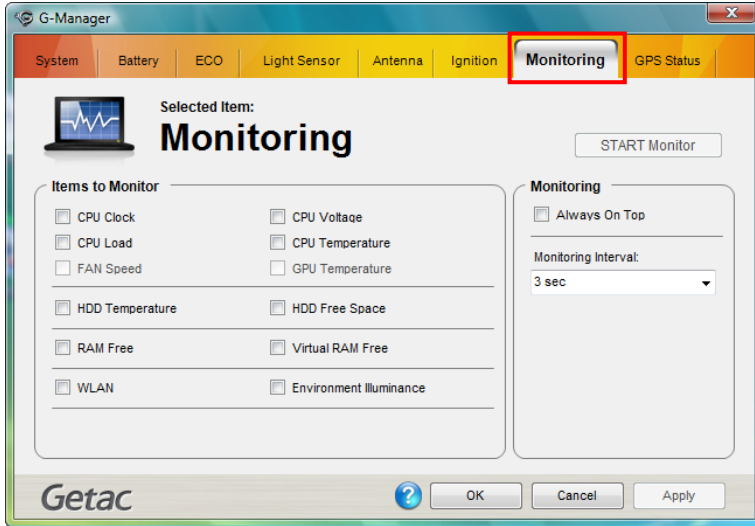 G-Manager
System Battery ECO Light Sensor Antenna Ignition Monitoring GPS Status
Selected Item:
Monitoring
START Monitor
Items to Monitor
CPU Clock CPU Voltage
CPU Load CPU Temperature
FAN Speed GPU Temperature
HDD Temperature HDD Free Space
RAM Free Virtual RAM Free
WLAN Environment Illuminance
Monitoring
Always On Top
Monitoring Interval:
3 sec
Getac ? OK Cancel Apply